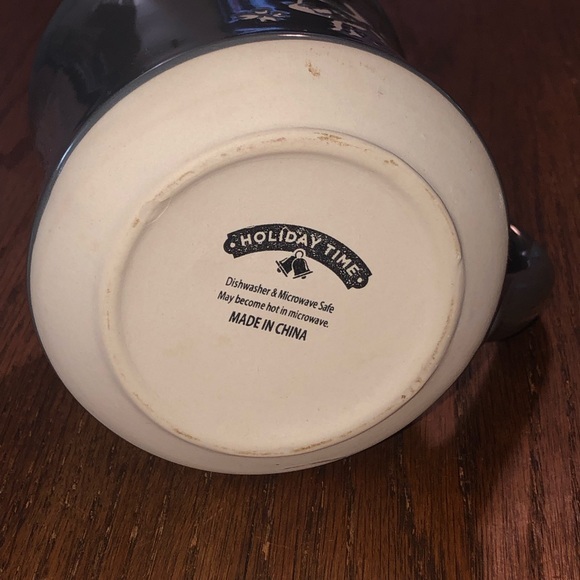 • HOLIDAY TIME •
Dishwasher & Microwave Safe
May become hot in microwave.
MADE IN CHINA